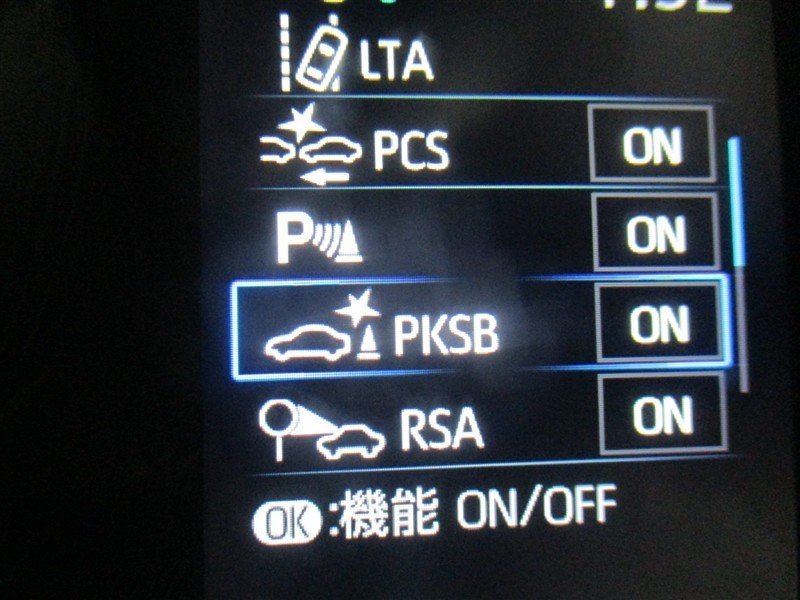 LTA
PCS ON
P ON
PKSB ON
RSA ON
OK:機能 ON/OFF